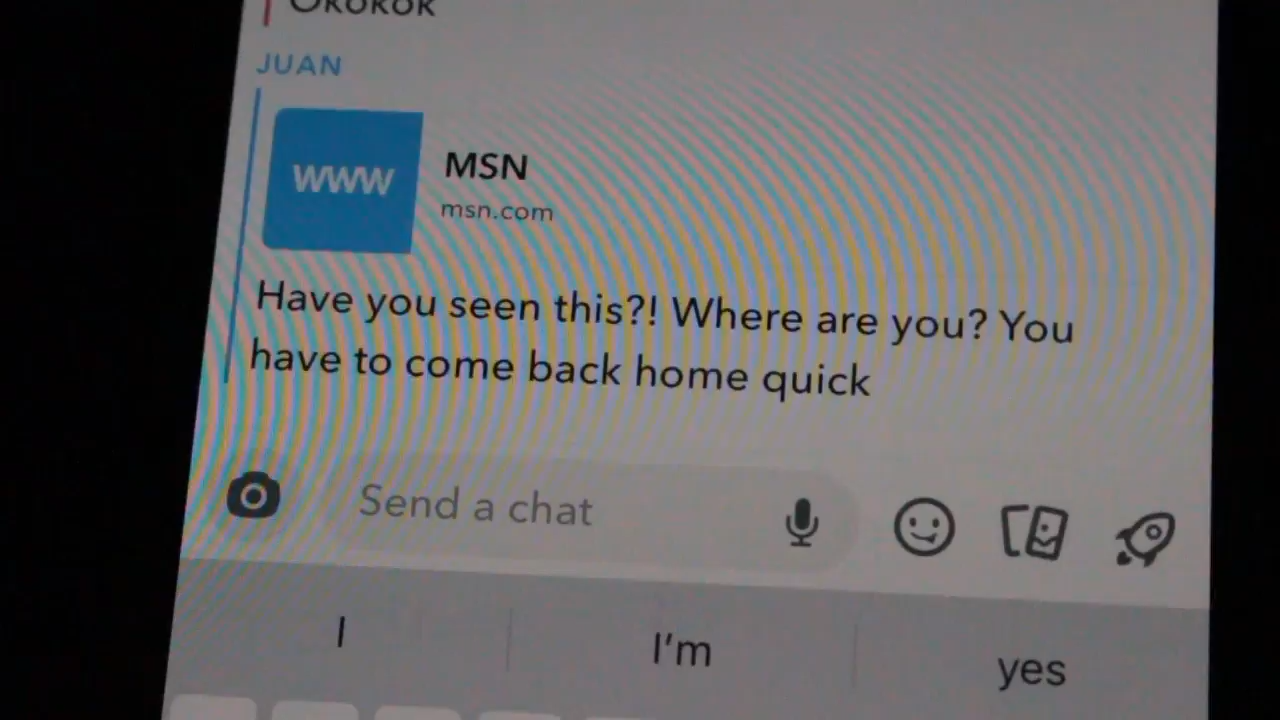 Okokok
JUAN
www
MSN
msn.com
Have you seen this?! Where are you? You
have to come back home quick
Send a chat
I
I'm
yes